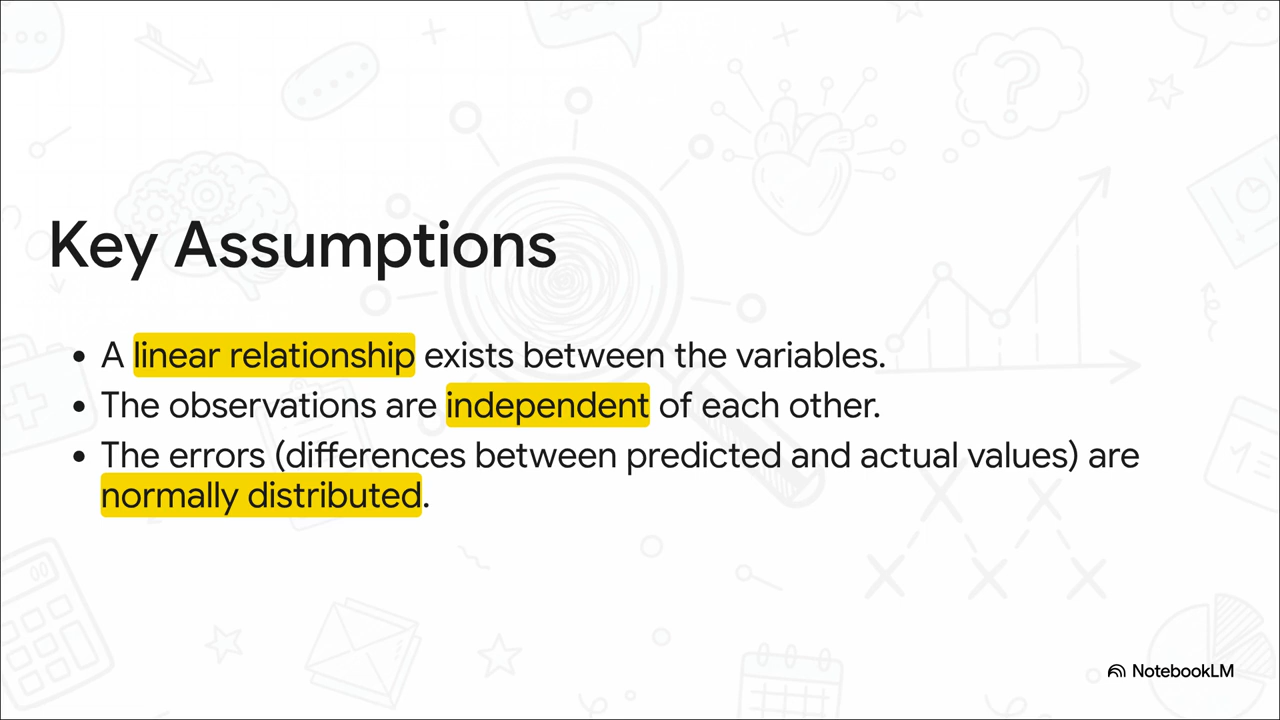 Key Assumptions
• A linear relationship exists between the variables.
• The observations are independent of each other.
• The errors (differences between predicted and actual values) are
normally distributed.
NotebookLM